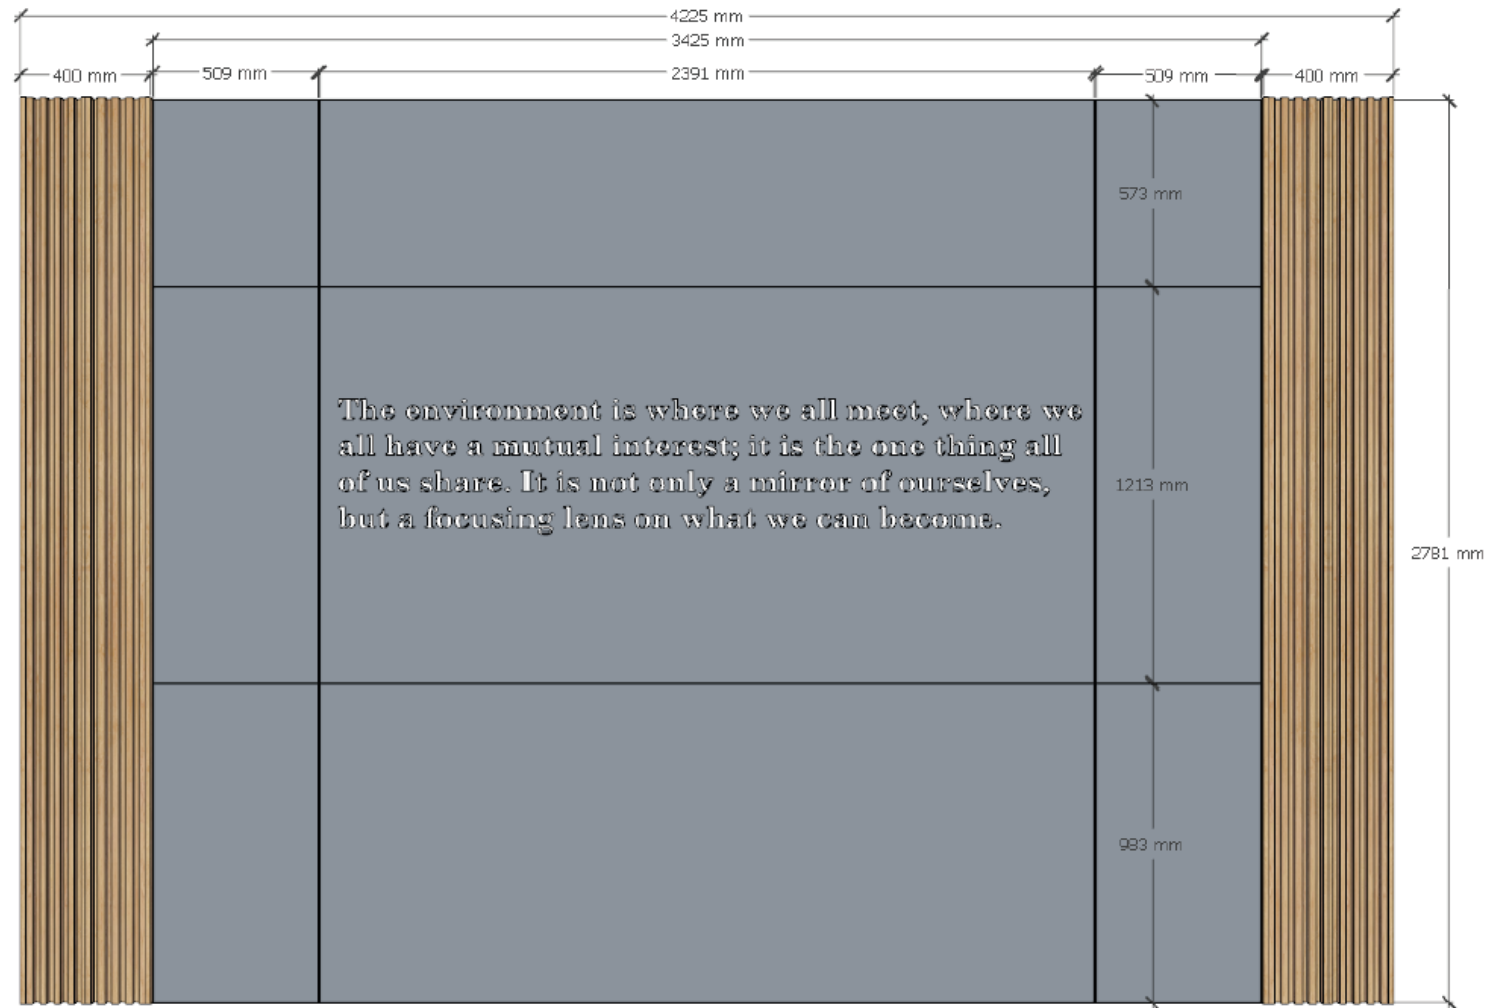 4225 mm
3425 mm
400 mm 509 mm 2391 mm 509 mm 400 mm
573 mm
The environment is where we all meet, where we
all have a mutual interest; it is the one thing all
of us share. It is not only a mirror of ourselves,
but a focusing lens on what we can become.
1213 mm
2781 mm
983 mm